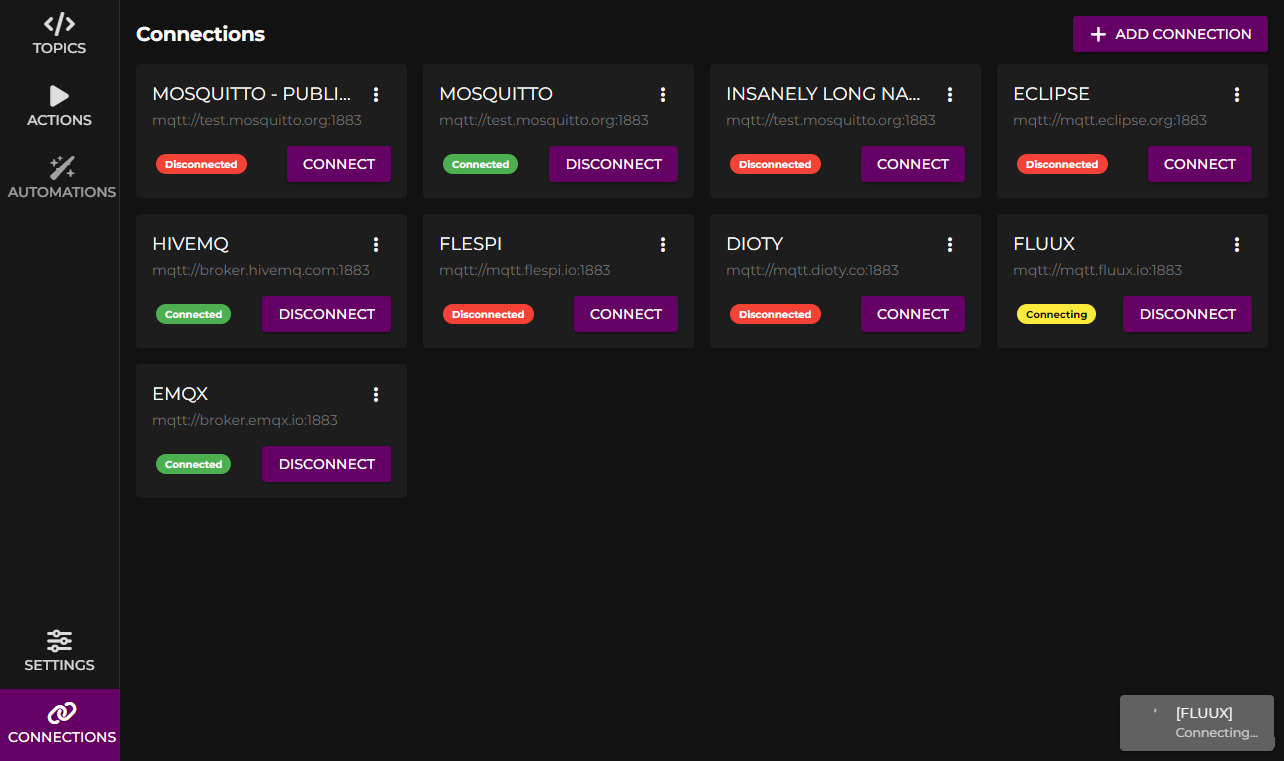 TOPICS
ACTIONS
AUTOMATIONS
SETTINGS
CONNECTIONS
Connections
ADD CONNECTION
MOSQUITTO - PUBLI...
mqtt://test.mosquitto.org:1883
Disconnected
CONNECT
MOSQUITTO
mqtt://test.mosquitto.org:1883
Connected
DISCONNECT
INSANELY LONG NA...
mqtt://test.mosquitto.org:1883
Disconnected
CONNECT
ECLIPSE
mqtt://mqtt.eclipse.org:1883
Disconnected
CONNECT
HIVEMQ
mqtt://broker.hivemq.com:1883
Connected
DISCONNECT
FLESPI
mqtt://mqtt.flespi.io:1883
Disconnected
CONNECT
DIOTY
mqtt://mqtt.dioty.co:1883
Disconnected
CONNECT
FLUUX
mqtt://mqtt.fluux.io:1883
Connecting
DISCONNECT
EMQX
mqtt://broker.emqx.io:1883
Connected
DISCONNECT
[FLUUX]
Connecting...